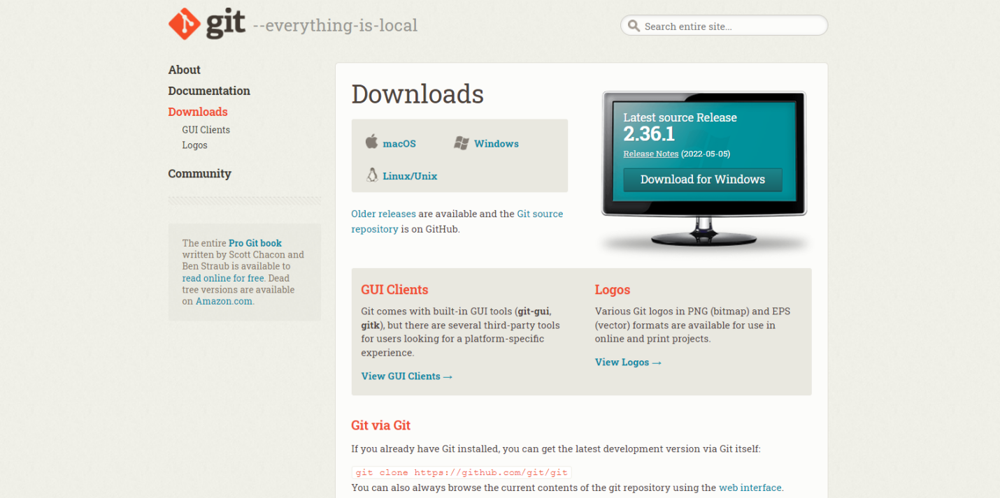 git --everything-is-local
Search entire site...
About
Documentation
Downloads
GUI Clients
Logos
Community
The entire Pro Git book
written by Scott Chacon and
Ben Straub is available to
read online for free. Dead
tree versions are available
on Amazon.com.
Downloads
macOS
Windows
Linux/Unix
Older releases are available and the Git source
repository is on GitHub.
Latest source Release
2.36.1
Release Notes (2022-05-05)
Download for Windows
GUI Clients
Git comes with built-in GUI tools (git-gui,
gitk), but there are several third-party tools
for users looking for a platform-specific
experience.
View GUI Clients →
Logos
Various Git logos in PNG (bitmap) and EPS
(vector) formats are available for use in
online and print projects.
View Logos →
Git via Git
If you already have Git installed, you can get the latest development version via Git itself:
git clone https://github.com/git/git
You can also always browse the current contents of the git repository using the web interface.